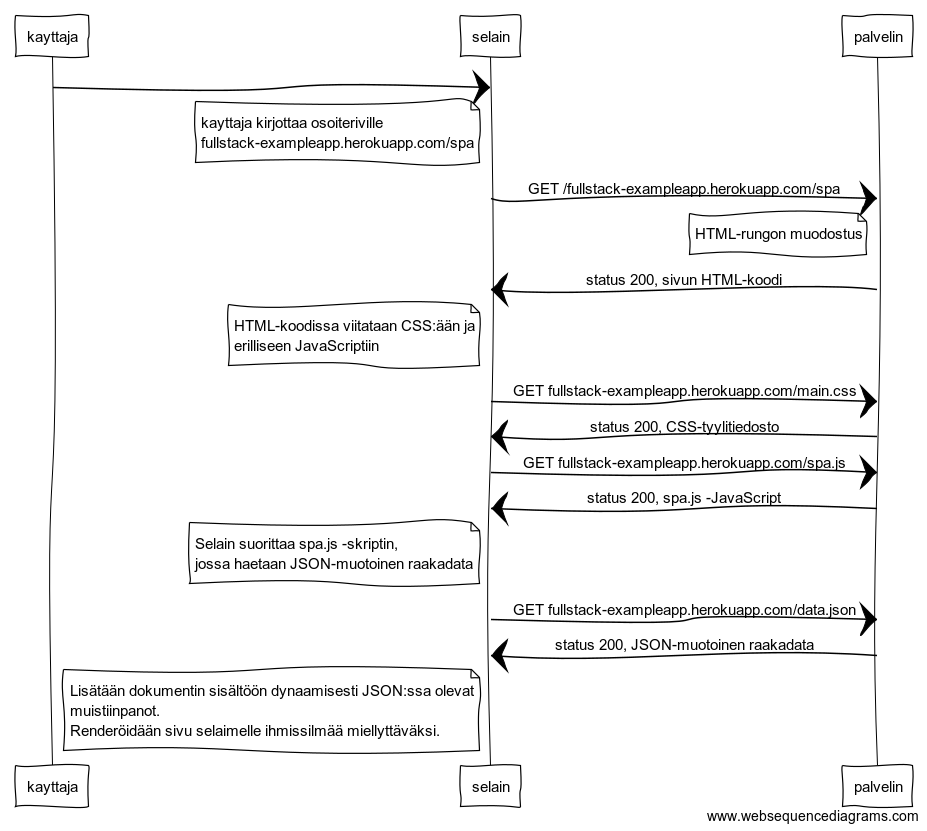 kayttaja
selain
palvelin
kayttaja kirjottaa osoiteriville
fullstack-exampleapp.herokuapp.com/spa
GET /fullstack-exampleapp.herokuapp.com/spa
HTML-rungon muodostus
status 200, sivun HTML-koodi
HTML-koodissa viitataan CSS:ään ja
erilliseen JavaScriptiin
GET fullstack-exampleapp.herokuapp.com/main.css
status 200, CSS-tyylitiedosto
GET fullstack-exampleapp.herokuapp.com/spa.js
status 200, spa.js -JavaScript
Selain suorittaa spa.js -skriptin,
jossa haetaan JSON-muotoinen raakadata
GET fullstack-exampleapp.herokuapp.com/data.json
status 200, JSON-muotoinen raakadata
Lisätään dokumentin sisältöön dynaamisesti JSON:ssa olevat
muistiinpanot.
Renderöidään sivu selaimelle ihmissilmää miellyttäväksi.
kayttaja
selain
palvelin
www.websequencediagrams.com